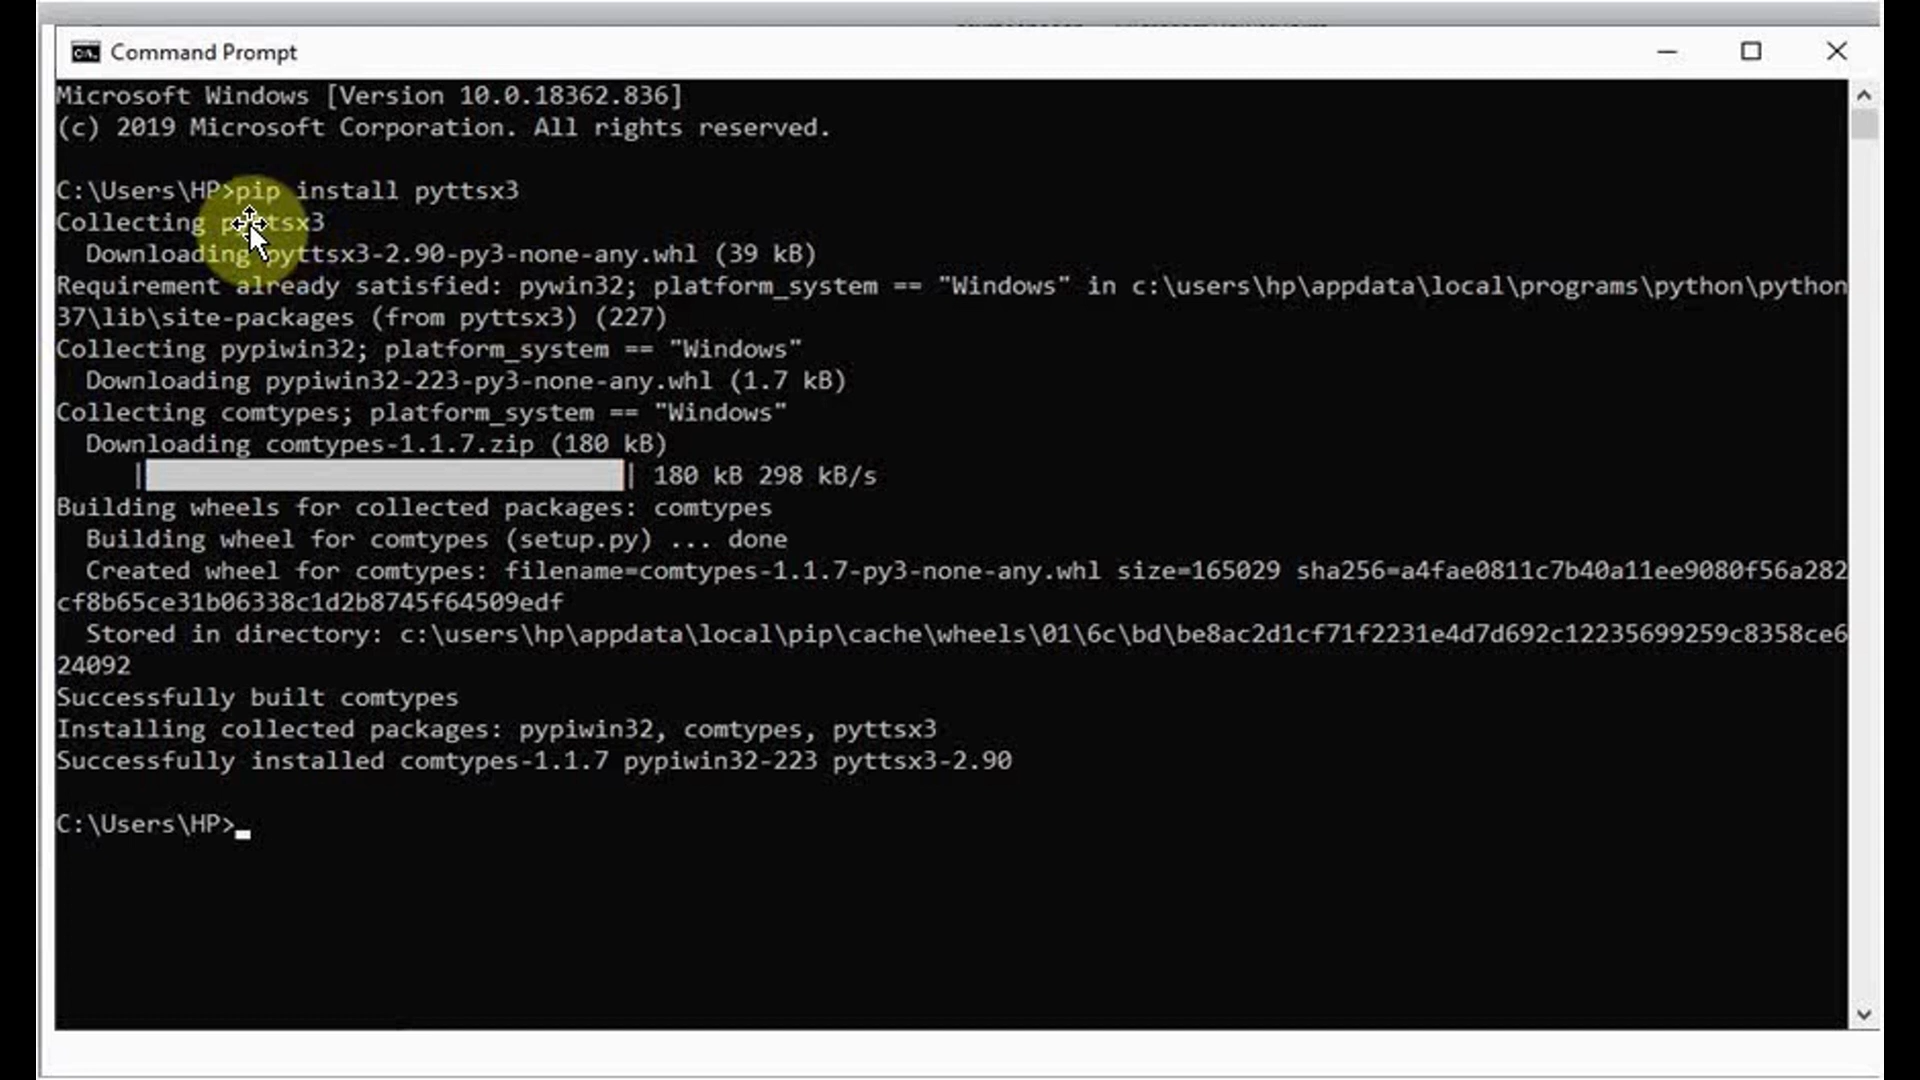 Command Prompt
Microsoft Windows [Version 10.0.18362.836]
(c) 2019 Microsoft Corporation. All rights reserved.
C:\Users\HP>pip install pyttsx3
Collecting pyttsx3
Downloading pyttsx3-2.90-py3-none-any.whl (39 kB)
Requirement already satisfied: pywin32; platform_system == "Windows" in c:\users\hp\appdata\local\programs\python\python
37\lib\site-packages (from pyttsx3) (227)
Collecting pypiwin32; platform_system == "Windows"
Downloading pypiwin32-223-py3-none-any.whl (1.7 kB)
Collecting comtypes; platform_system == "Windows"
Downloading comtypes-1.1.7.zip (180 kB)
| | 180 kB 298 kB/s
Building wheels for collected packages: comtypes
Building wheel for comtypes (setup.py) ... done
Created wheel for comtypes: filename=comtypes-1.1.7-py3-none-any.whl size=165029 sha256=a4fae0811c7b40a11ee9080f56a282
cf8b65ce31b06338c1d2b8745f64509edf
Stored in directory: c:\users\hp\appdata\local\pip\cache\wheels\01\6c\bd\be8ac2d1cf71f2231e4d7d692c12235699259c8358ce6
24092
Successfully built comtypes
Installing collected packages: pypiwin32, comtypes, pyttsx3
Successfully installed comtypes-1.1.7 pypiwin32-223 pyttsx3-2.90
C:\Users\HP>